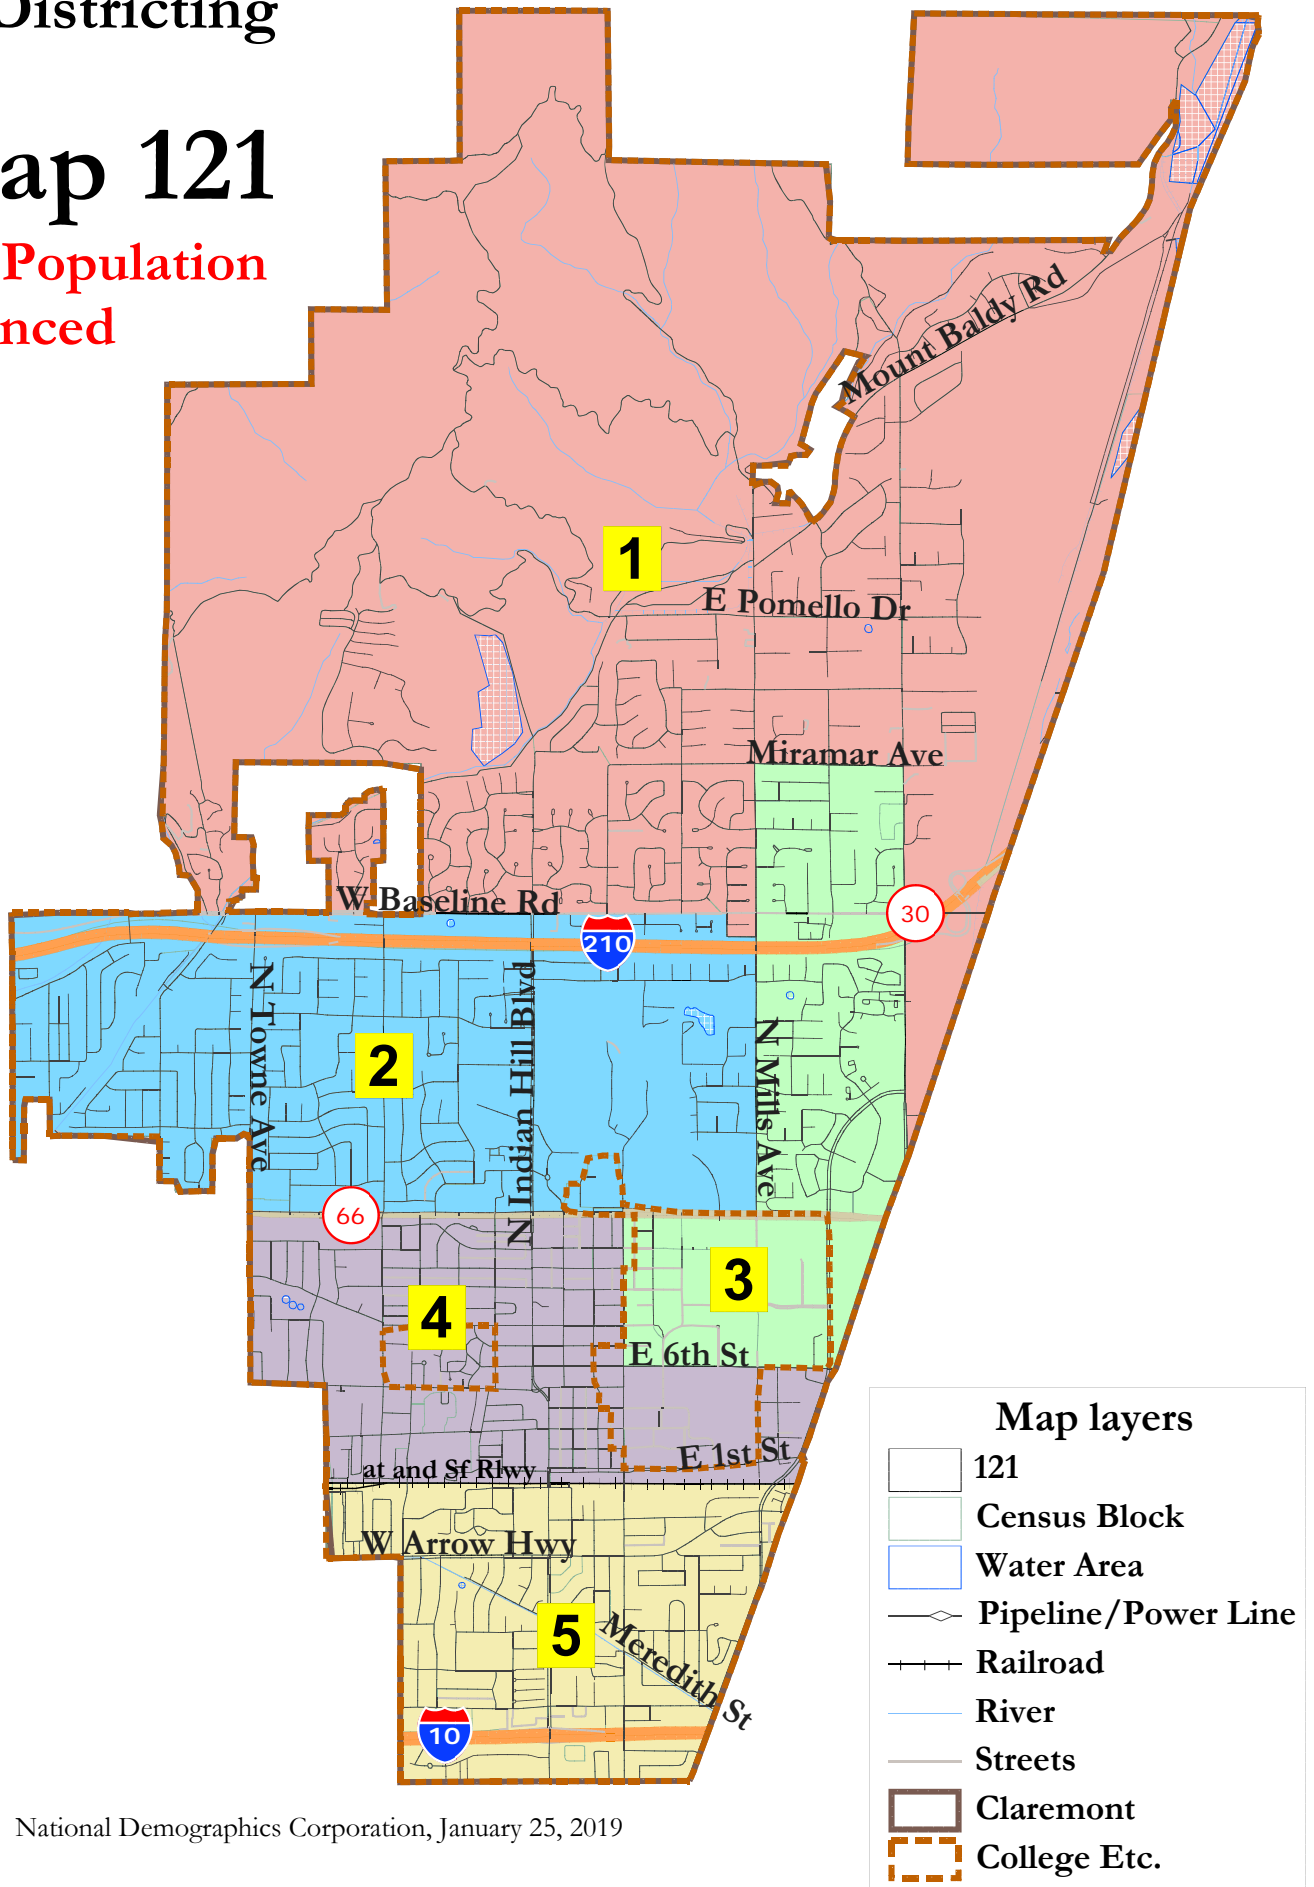 Districting
ap 121
Population
nced
Mount Baldy Rd
1
E Pomello Dr
Miramar Ave
W Baseline Rd
30
210
N Towne Ave
N Indian Hill Blvd
2
N Mills Ave
66
3
4
E 6th St
E 1st St
at and Sf Rlwy
W Arrow Hwy
5
Meredith St
10
Map layers
121
Census Block
Water Area
Pipeline/Power Line
Railroad
River
Streets
Claremont
College Etc.
National Demographics Corporation, January 25, 2019